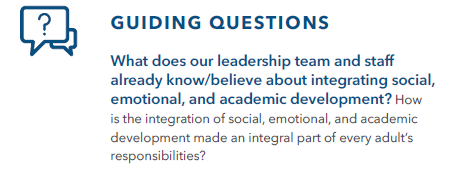 GUIDING QUESTIONS
What does our leadership team and staff
already know/believe about integrating social,
emotional, and academic development? How
is the integration of social, emotional, and academic
development made an integral part of every adult's
responsibilities?